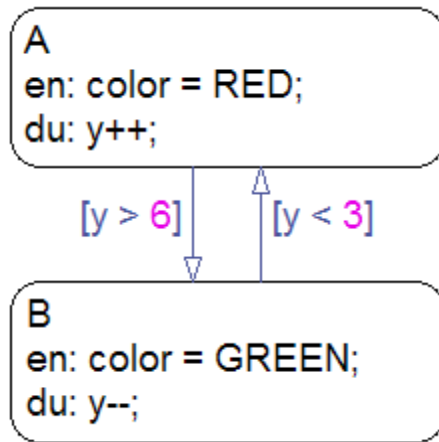 A
en: color = RED;
du: y++;
[y > 6] [y < 3]
B
en: color = GREEN;
du: y--;